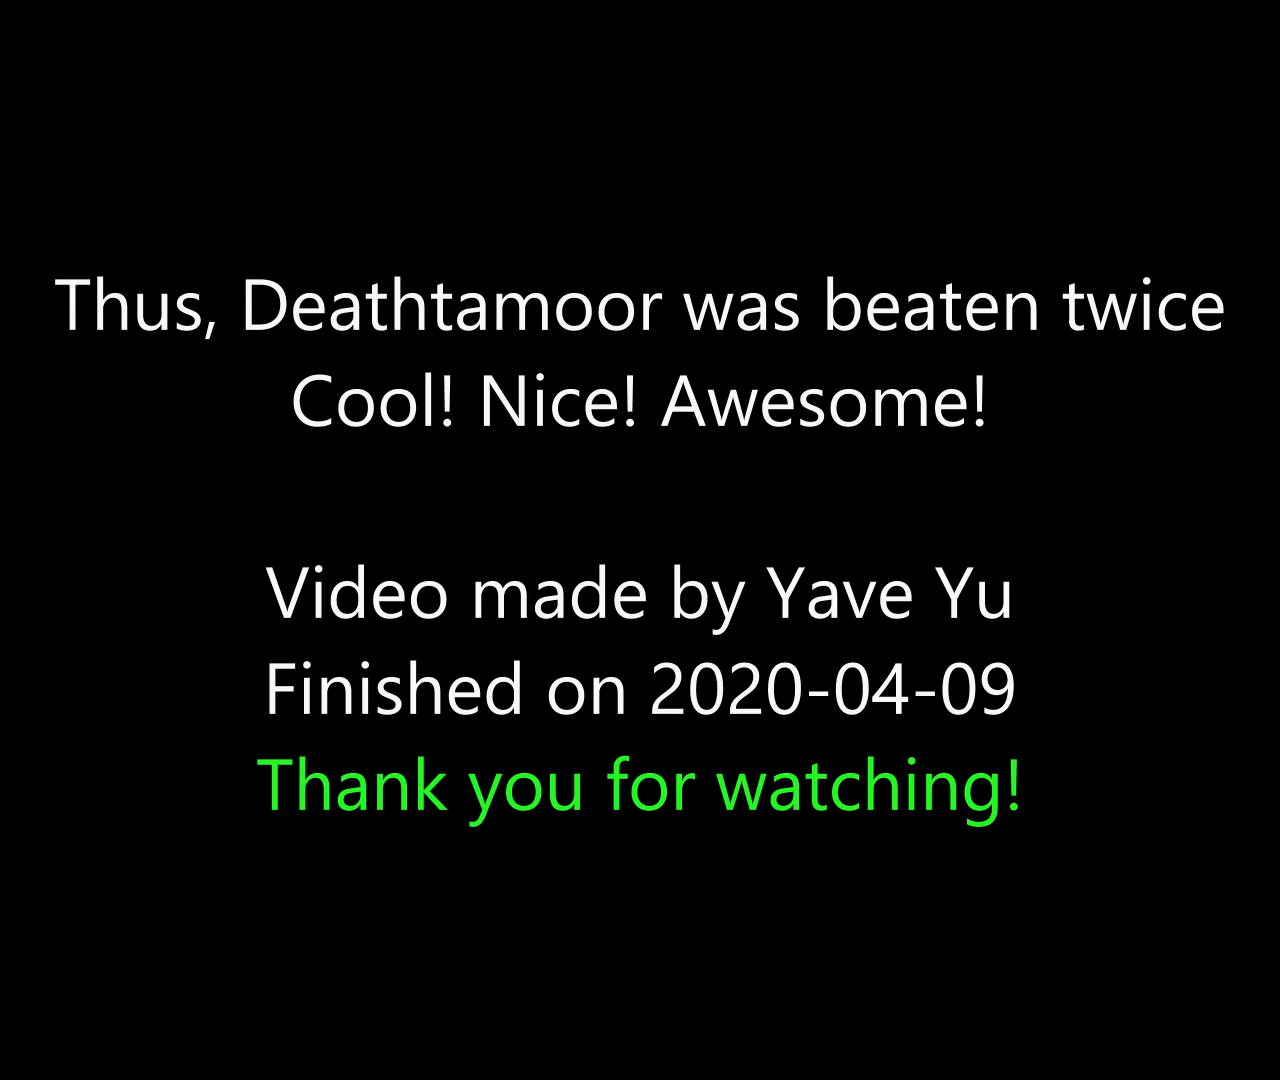 Thus, Deathtamoor was beaten twice
Cool! Nice! Awesome!
Video made by Yave Yu
Finished on 2020-04-09
Thank you for watching!